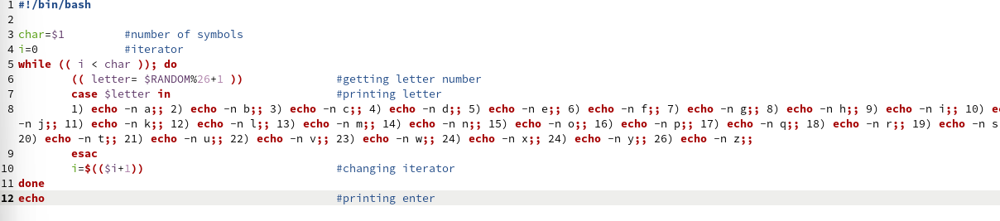 1 #!/bin/bash
2
3 char=$1 #number of symbols
4 i=0 #iterator
5 while (( i < char )); do
6 (( letter= $RANDOM%26+1 )) #getting letter number
7 case $letter in #printing letter
8 1) echo -n a;; 2) echo -n b;; 3) echo -n c;; 4) echo -n d;; 5) echo -n e;; 6) echo -n f;; 7) echo -n g;; 8) echo -n h;; 9) echo -n i;; 10)
-n j;; 11) echo -n k;; 12) echo -n l;; 13) echo -n m;; 14) echo -n n;; 15) echo -n o;; 16) echo -n p;; 17) echo -n q;; 18) echo -n r;; 19) echo -n s
20) echo -n t;; 21) echo -n u;; 22) echo -n v;; 23) echo -n w;; 24) echo -n x;; 24) echo -n y;; 26) echo -n z;;
9 esac
10 i=$(($i+1)) #changing iterator
11 done
12 echo #printing enter